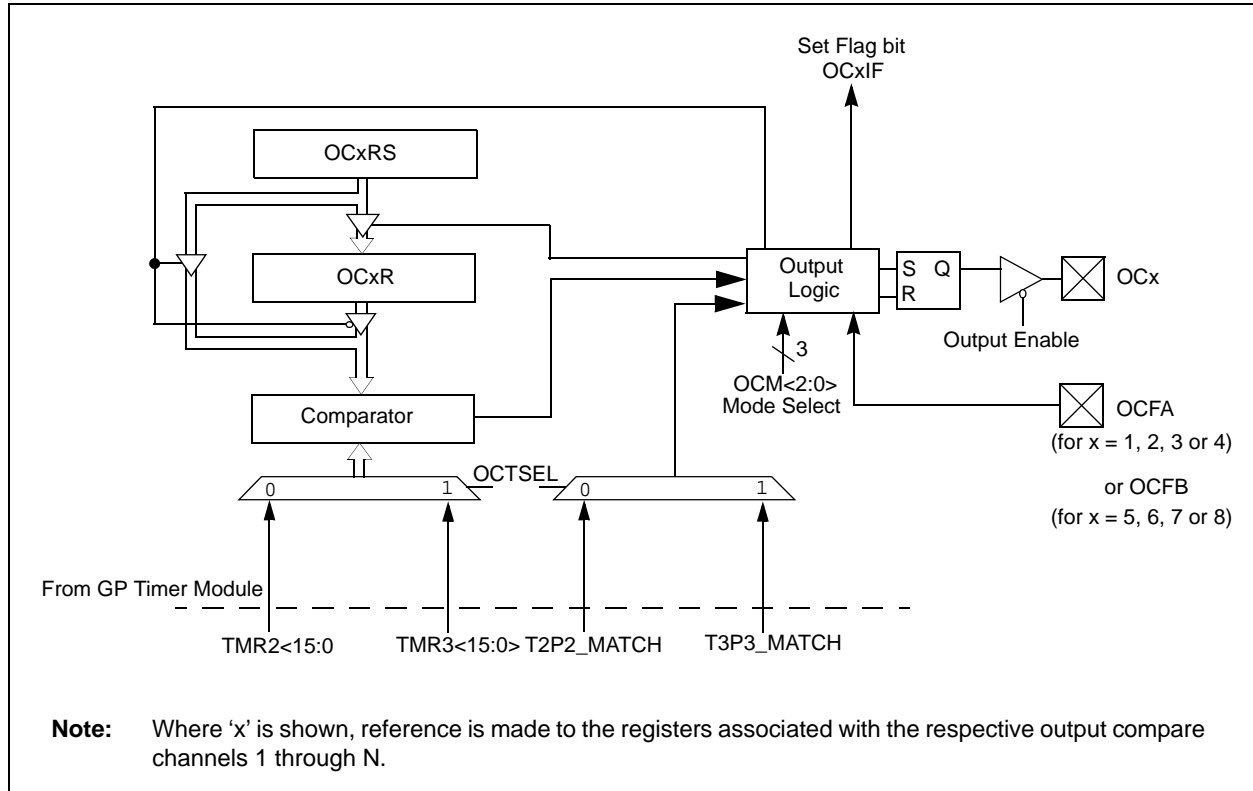 Set Flag bit
OCxIF
OCxRS
OCxR
Output
Logic
S Q
R
OCx
Output Enable
3
OCM<2:0>
Mode Select
Comparator
OCFA
(for x = 1, 2, 3 or 4)
or OCFB
(for x = 5, 6, 7 or 8)
OCTSEL
0 1
0 1
From GP Timer Module
TMR2<15:0
TMR3<15:0>
T2P2_MATCH
T3P3_MATCH
Note: Where ‘x’ is shown, reference is made to the registers associated with the respective output compare
channels 1 through N.